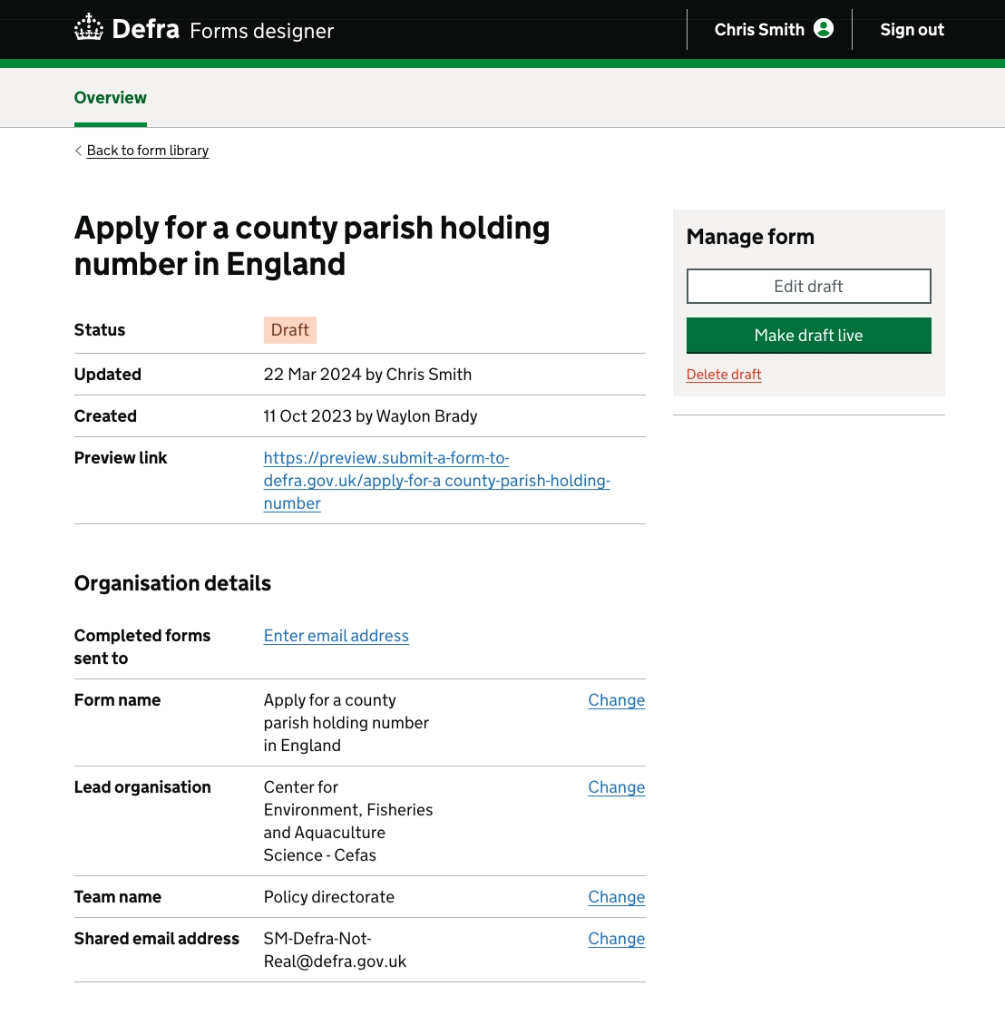 Defra Forms designer
Chris Smith
Sign out
Overview
Back to form library
Apply for a county parish holding
number in England
Status
Draft
Updated
22 Mar 2024 by Chris Smith
Created
11 Oct 2023 by Waylon Brady
Preview link
https://preview.submit-a-form-to-
defra.gov.uk/apply-for-a county-parish-holding-
number
Manage form
Edit draft
Make draft live
Delete draft
Organisation details
Completed forms
sent to
Enter email address
Form name
Apply for a county
parish holding number
in England
Change
Lead organisation
Center for
Environment, Fisheries
and Aquaculture
Science - Cefas
Change
Team name
Policy directorate
Change
Shared email address
SM-Defra-Not-
Real@defra.gov.uk
Change